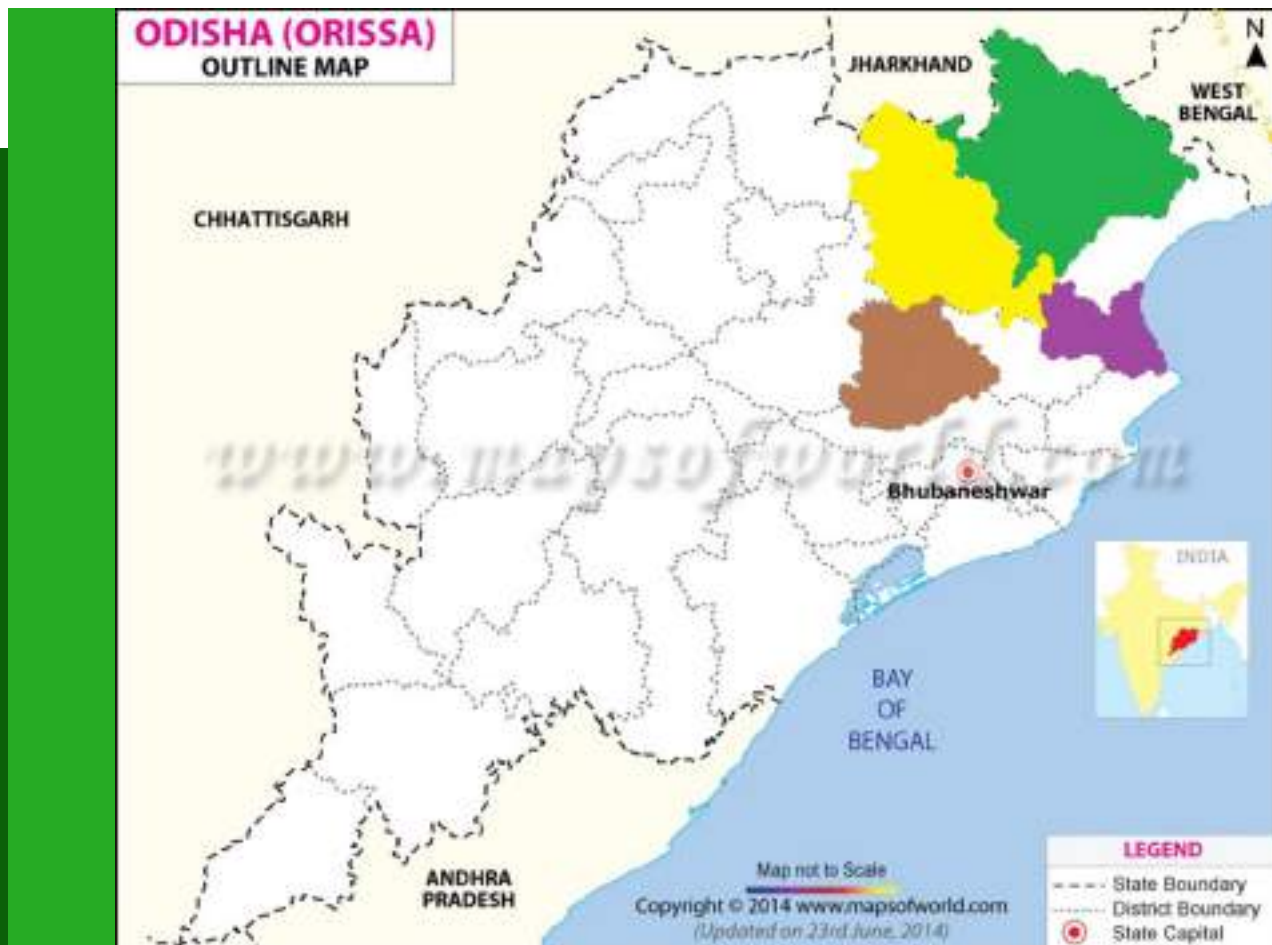 ODISHA (ORISSA)
OUTLINE MAP
N
JHARKHAND
WEST
BENGAL
CHHATTISGARH
www.mapsofworld.com
Bhubaneshwar
INDIA
BAY
OF
BENGAL
ANDHRA
PRADESH
Map not to Scale
Copyright © 2014 www.mapsofworld.com
(Updated on 23rd June, 2014)
LEGEND
State Boundary
District Boundary
State Capital